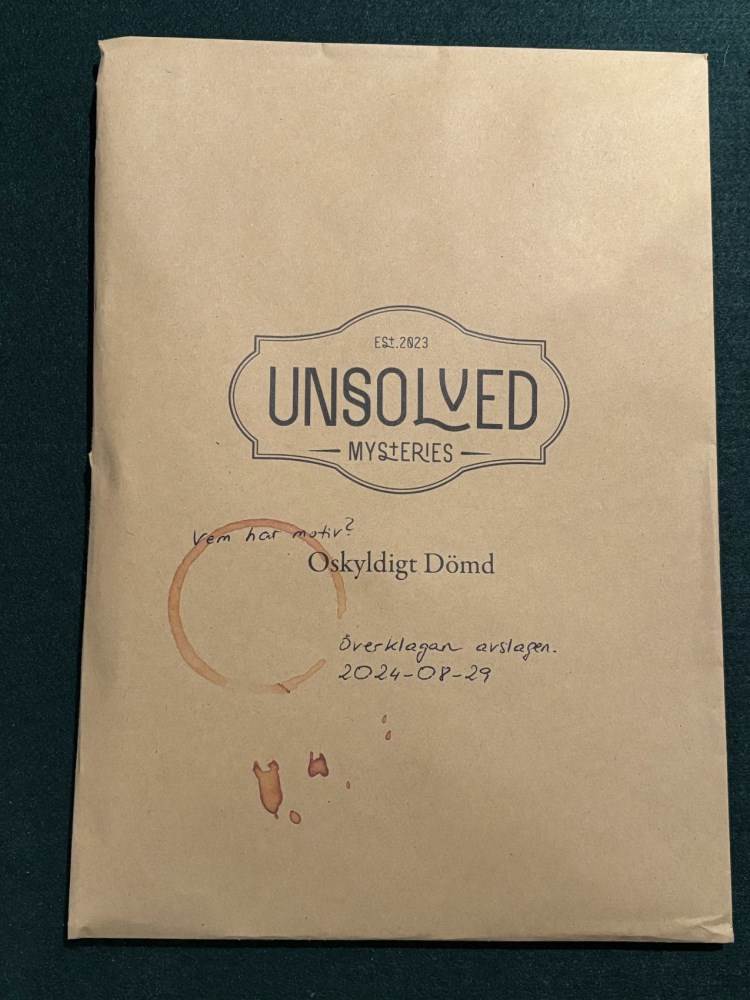 EST.2023
UNSOLVED
MYSTERIES
Vem har motiv?
Oskyldigt Dömd
Överklagan avslagen.
2024-08-29